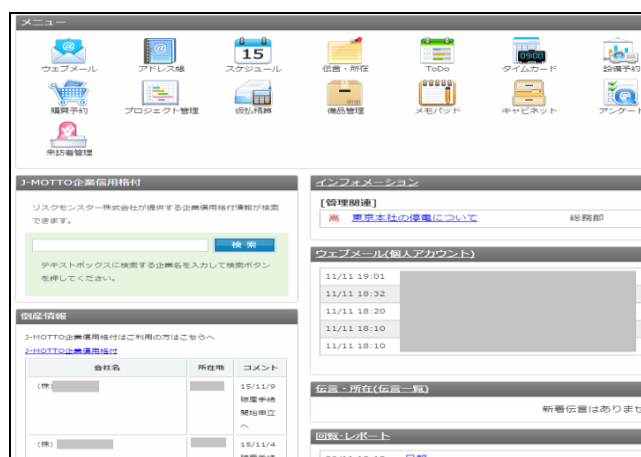 メニュー
ウェブメール アドレス帳 スケジュール 伝言・所在 ToDo タイムカード 設備予約
購買予約 プロジェクト管理 仮払精算 備品管理 メモパッド キャビネット アンケート
来訪者管理
J-MOTTO企業信用格付
リスクモンスター株式会社が提供する企業信用格付情報が検索
できます。
検索
テキストボックスに検索する企業名を入力して検索ボタン
を押してください。
倒産情報
J-MOTTO企業信用格付はご利用の方はこちらへ
J-MOTTO企業信用格付
会社名 所在地 コメント
(株) 15/11/9
破産手続
開始申立
へ
(株) 15/11/4
インフォメーション
[管理関連]
高 東京本社の停電について 総務部
ウェブメール(個人アカウント)
11/11 19:01
11/11 18:32
11/11 18:20
11/11 18:10
11/11 18:10
伝言・所在(伝言一覧)
新着伝言はありませ
回覧・レポート